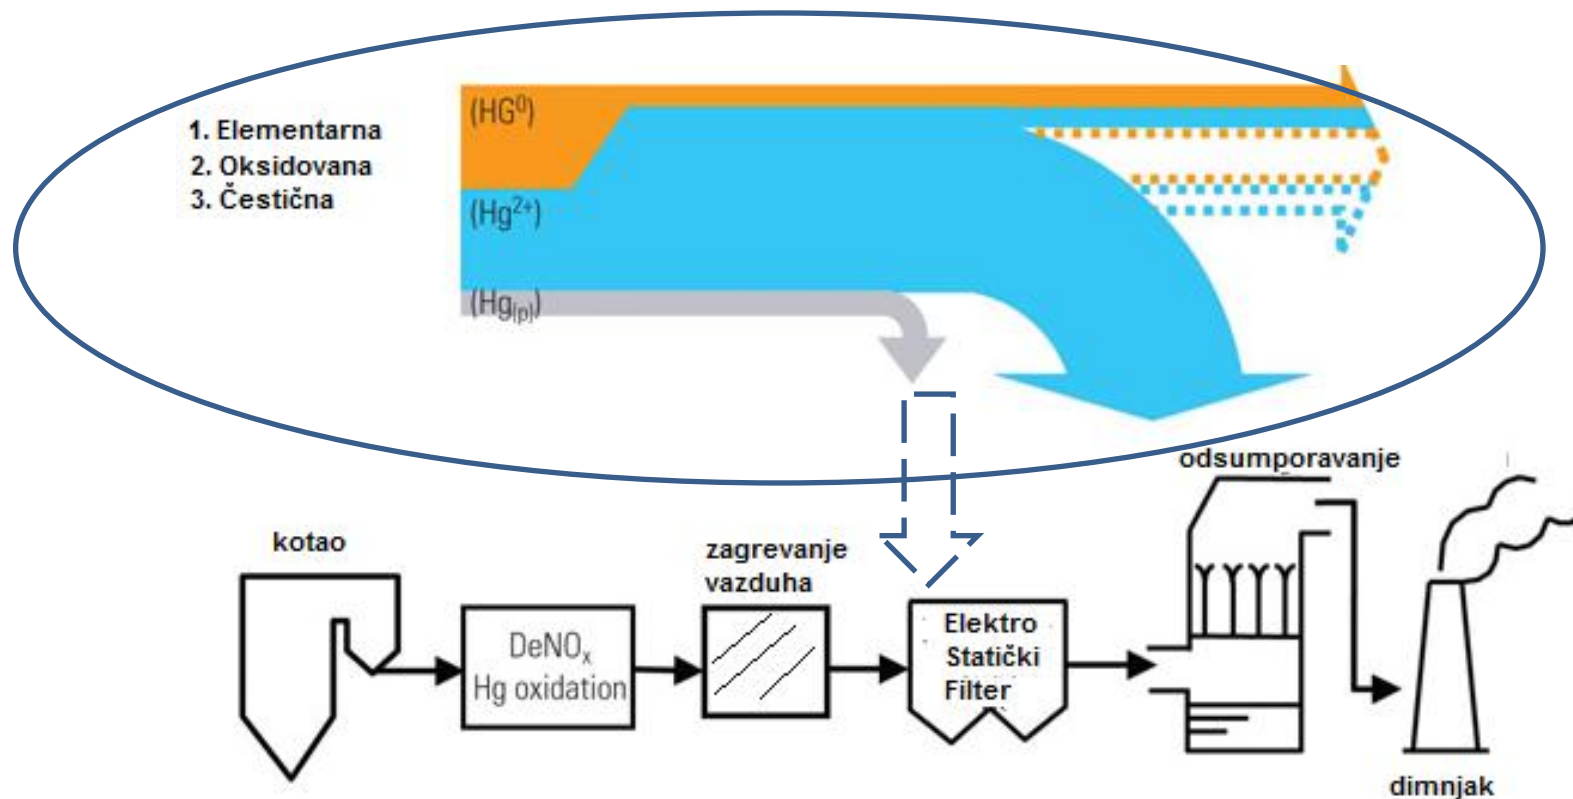 (HG⁰)
1. Elementarna
2. Oksidovana
3. Čestična
(Hg²⁺)
(Hg(p))
odsumporavanje
kotao
zagrevanje
vazduha
DeNOₓ
Hg oxidation
Elektro
Statički
Filter
dimnjak